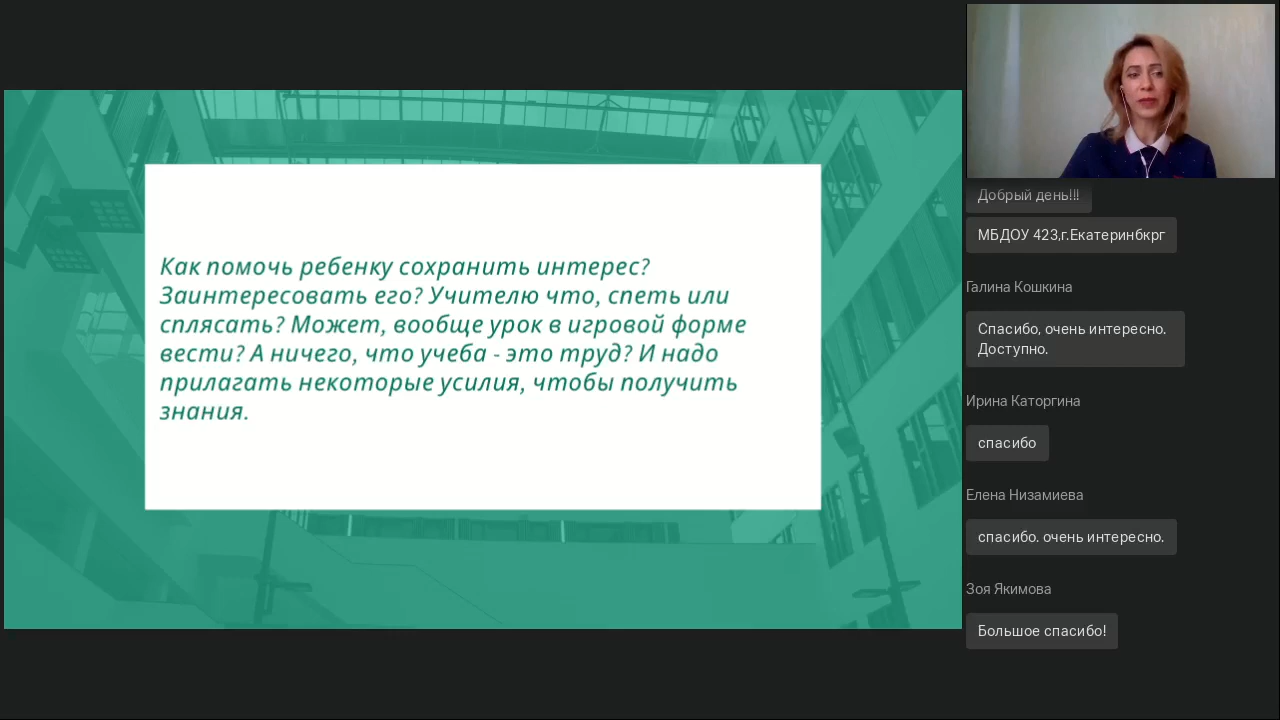 Как помочь ребенку сохранить интерес?
Заинтересовать его? Учителю что, спеть или
сплясать? Может, вообще урок в игровой форме
вести? А ничего, что учеба - это труд? И надо
прилагать некоторые усилия, чтобы получить
знания.
Добрый день!!!
МБДОУ 423,г.Екатеринбкрг
Галина Кошкина
Спасибо, очень интересно.
Доступно.
Ирина Каторгина
спасибо
Елена Низамиева
спасибо. очень интересно.
Зоя Якимова
Большое спасибо!